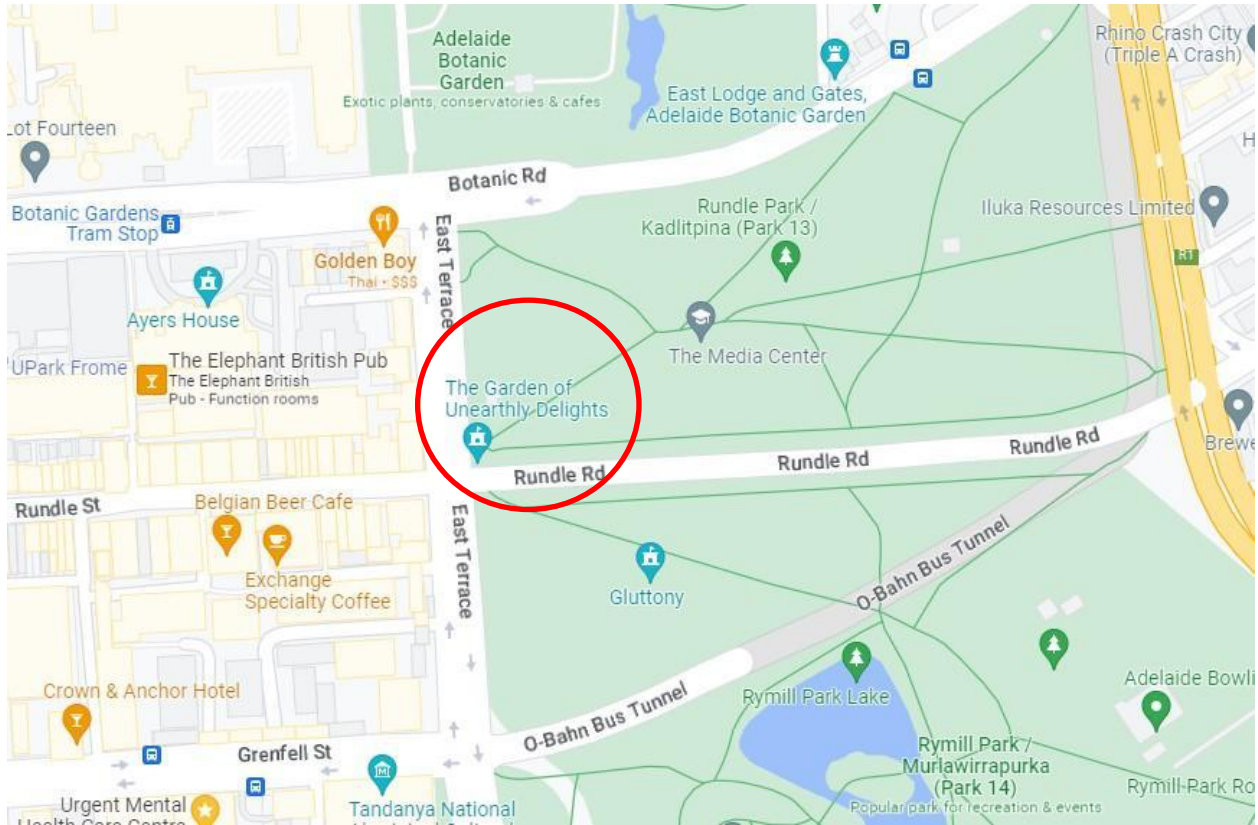 Adelaide
Botanic
Garden
Exotic plants, conservatories & cafes
East Lodge and Gates,
Adelaide Botanic Garden
Rhino Crash City
(Triple A Crash)
Lot Fourteen
Botanic Rd
Botanic Gardens
Tram Stop
Golden Boy
Thai • $$$
East Terrace
Rundle Park /
Kadlitpina (Park 13)
Iluka Resources Limited
R1
Ayers House
The Media Center
UPark Frome
The Elephant British Pub
The Elephant British
Pub - Function rooms
The Garden of
Unearthly Delights
Rundle Rd
Rundle Rd
Rundle Rd
Brewe
Rundle St
Belgian Beer Cafe
East Terrace
Exchange
Specialty Coffee
Gluttony
O-Bahn Bus Tunnel
Crown & Anchor Hotel
Rymill Park Lake
Adelaide Bowli
O-Bahn Bus Tunnel
Grenfell St
Rymill Park /
Murlawirrapurka
(Park 14)
Popular park for recreation & events
Rymill Park Ro
Urgent Mental
Health Care Centre
Tandanya National